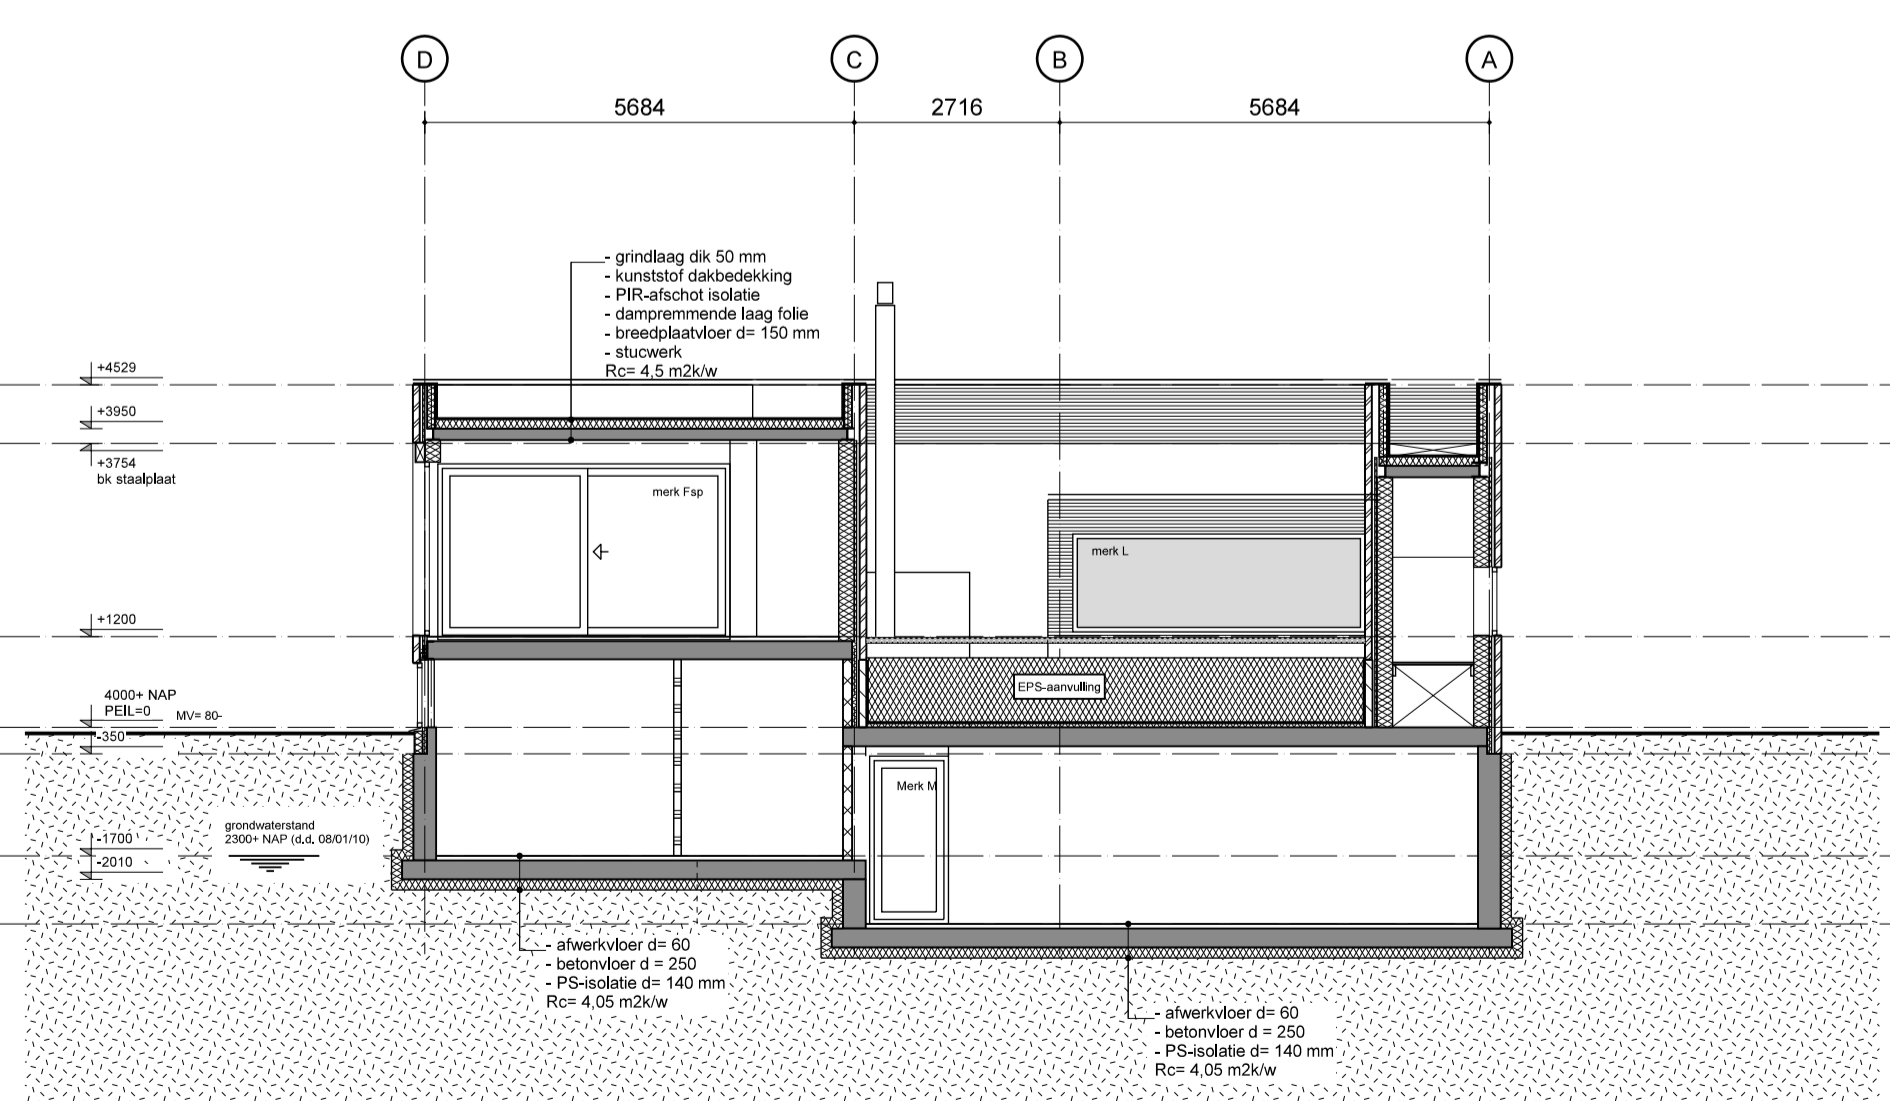 D
C
B
A
5684
2716
5684
- grindlaag dik 50 mm
- kunststof dakbedekking
- PIR-afschot isolatie
- dampremmende laag folie
- breedplaatvloer d= 150 mm
- stucwerk
Rc= 4,5 m2k/w
+4529
+3950
+3754
bk staalplaat
merk Fsp
merk L
+1200
EPS-aanvulling
4000+ NAP
PEIL=0
MV= 80-
-350
Merk M
grondwaterstand
2300+ NAP (d.d. 08/01/10)
-1700
-2010
- afwerkvloer d= 60
- betonvloer d = 250
- PS-isolatie d= 140 mm
Rc= 4,05 m2k/w
- afwerkvloer d= 60
- betonvloer d = 250
- PS-isolatie d= 140 mm
Rc= 4,05 m2k/w